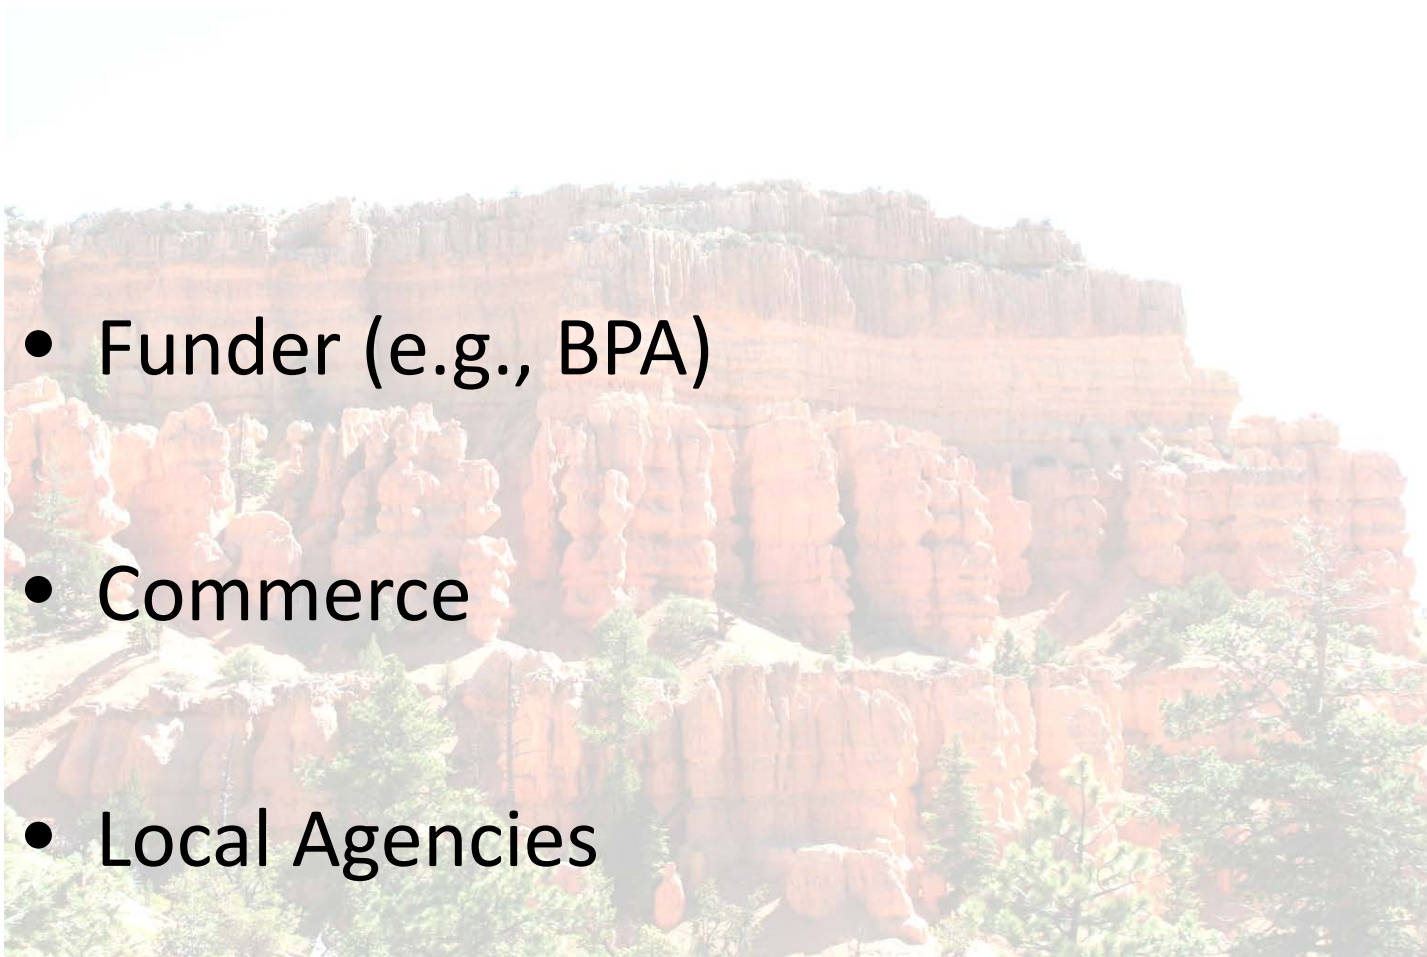 • Funder (e.g., BPA)
• Commerce
• Local Agencies